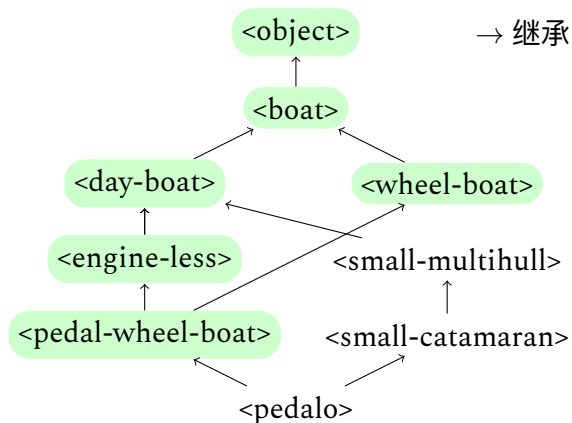 <object>
→ 继承
<boat>
<day-boat>
<wheel-boat>
<engine-less>
<small-multihull>
<pedal-wheel-boat>
<small-catamaran>
<pedalo>